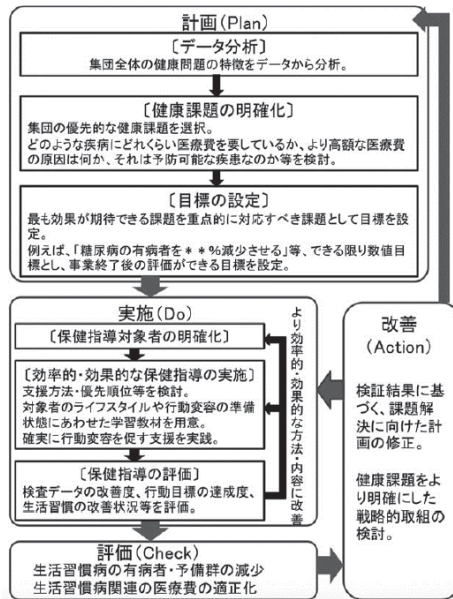 計画(Plan)
〔データ分析〕
集団全体の健康問題の特徴をデータから分析。
〔健康課題の明確化〕
集団の優先的な健康課題を選択。
どのような疾病にどれくらい医療費を要しているか、より高額な医療費
の原因は何か、それは予防可能な疾患なのか等を検討。
〔目標の設定〕
最も効果が期待できる課題を重点的に対応すべき課題として目標を設
定。
例えば、「糖尿病の有病者を＊＊%減少させる」等、できる限り数値目
標とし、事業終了後の評価ができる目標を設定。
実施(Do)
〔保健指導対象者の明確化〕
〔効率的・効果的な保健指導の実施〕
支援方法・優先順位等を検討。
対象者のライフスタイルや行動変容の準備
状態にあわせた学習教材を用意。
確実に行動変容を促す支援を実践。
〔保健指導の評価〕
検査データの改善度、行動目標の達成度、
生活習慣の改善状況等を評価。
より効率的・効果的な方法・内容に改善
評価(Check)
生活習慣病の有病者・予備群の減少
生活習慣病関連の医療費の適正化
改善
(Action)
検証結果に基
づく、課題解
決に向けた計
画の修正。
健康課題をよ
り明確にした
戦略的取組の
検討。